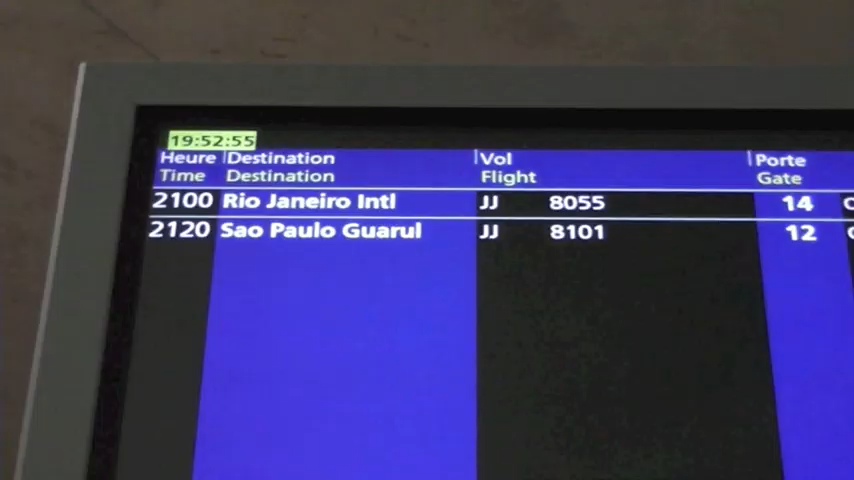 19:52:55
Heure Destination Vol Porte
Time Destination Flight Gate
2100 Rio Janeiro Intl JJ 8055 14
2120 Sao Paulo Guarul JJ 8101 12